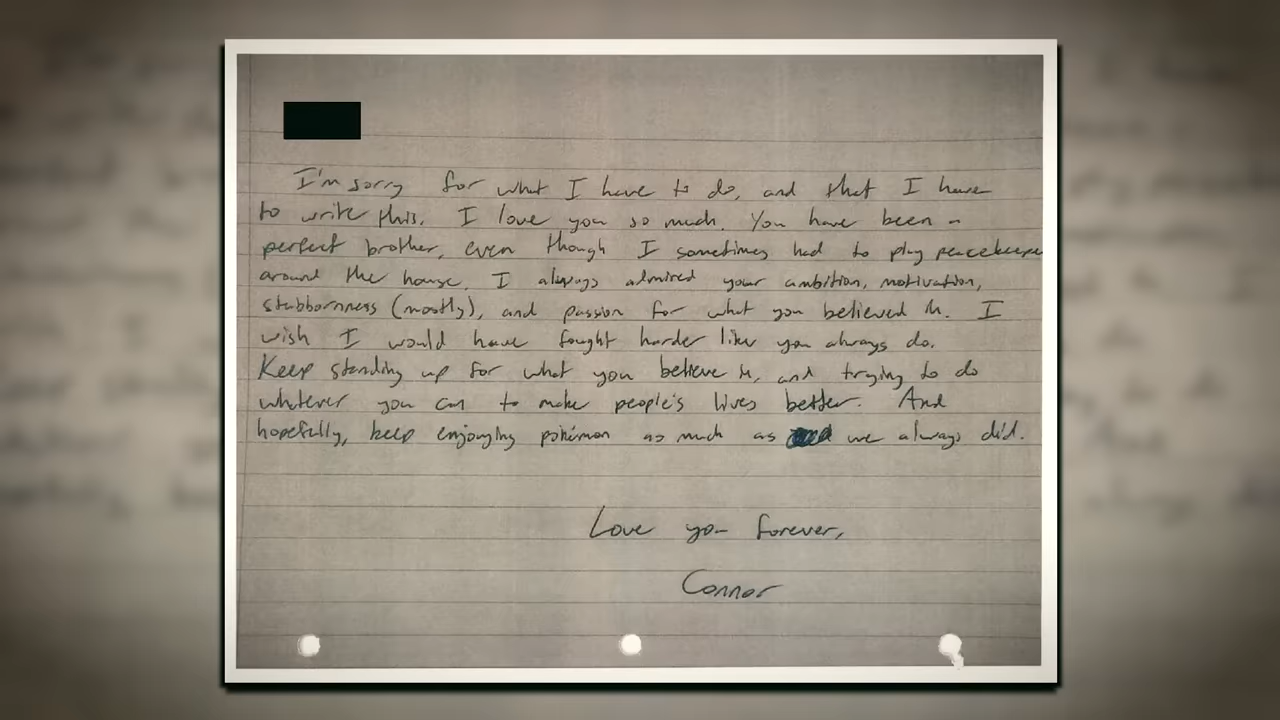 I'm sorry for what I have to do, and that I have
to write this. I love you so much. You have been a
perfect brother, even though I sometimes had to play peacekeeper
around the house. I always admired your ambition, motivation,
stubbornness (mostly), and passion for what you believed in. I
wish I would have fought harder like you always do.
Keep standing up for what you believe in, and trying to do
whatever you can to make people's lives better. And
hopefully, keep enjoying pokémon as much as we always did.
Love you forever,
Connor